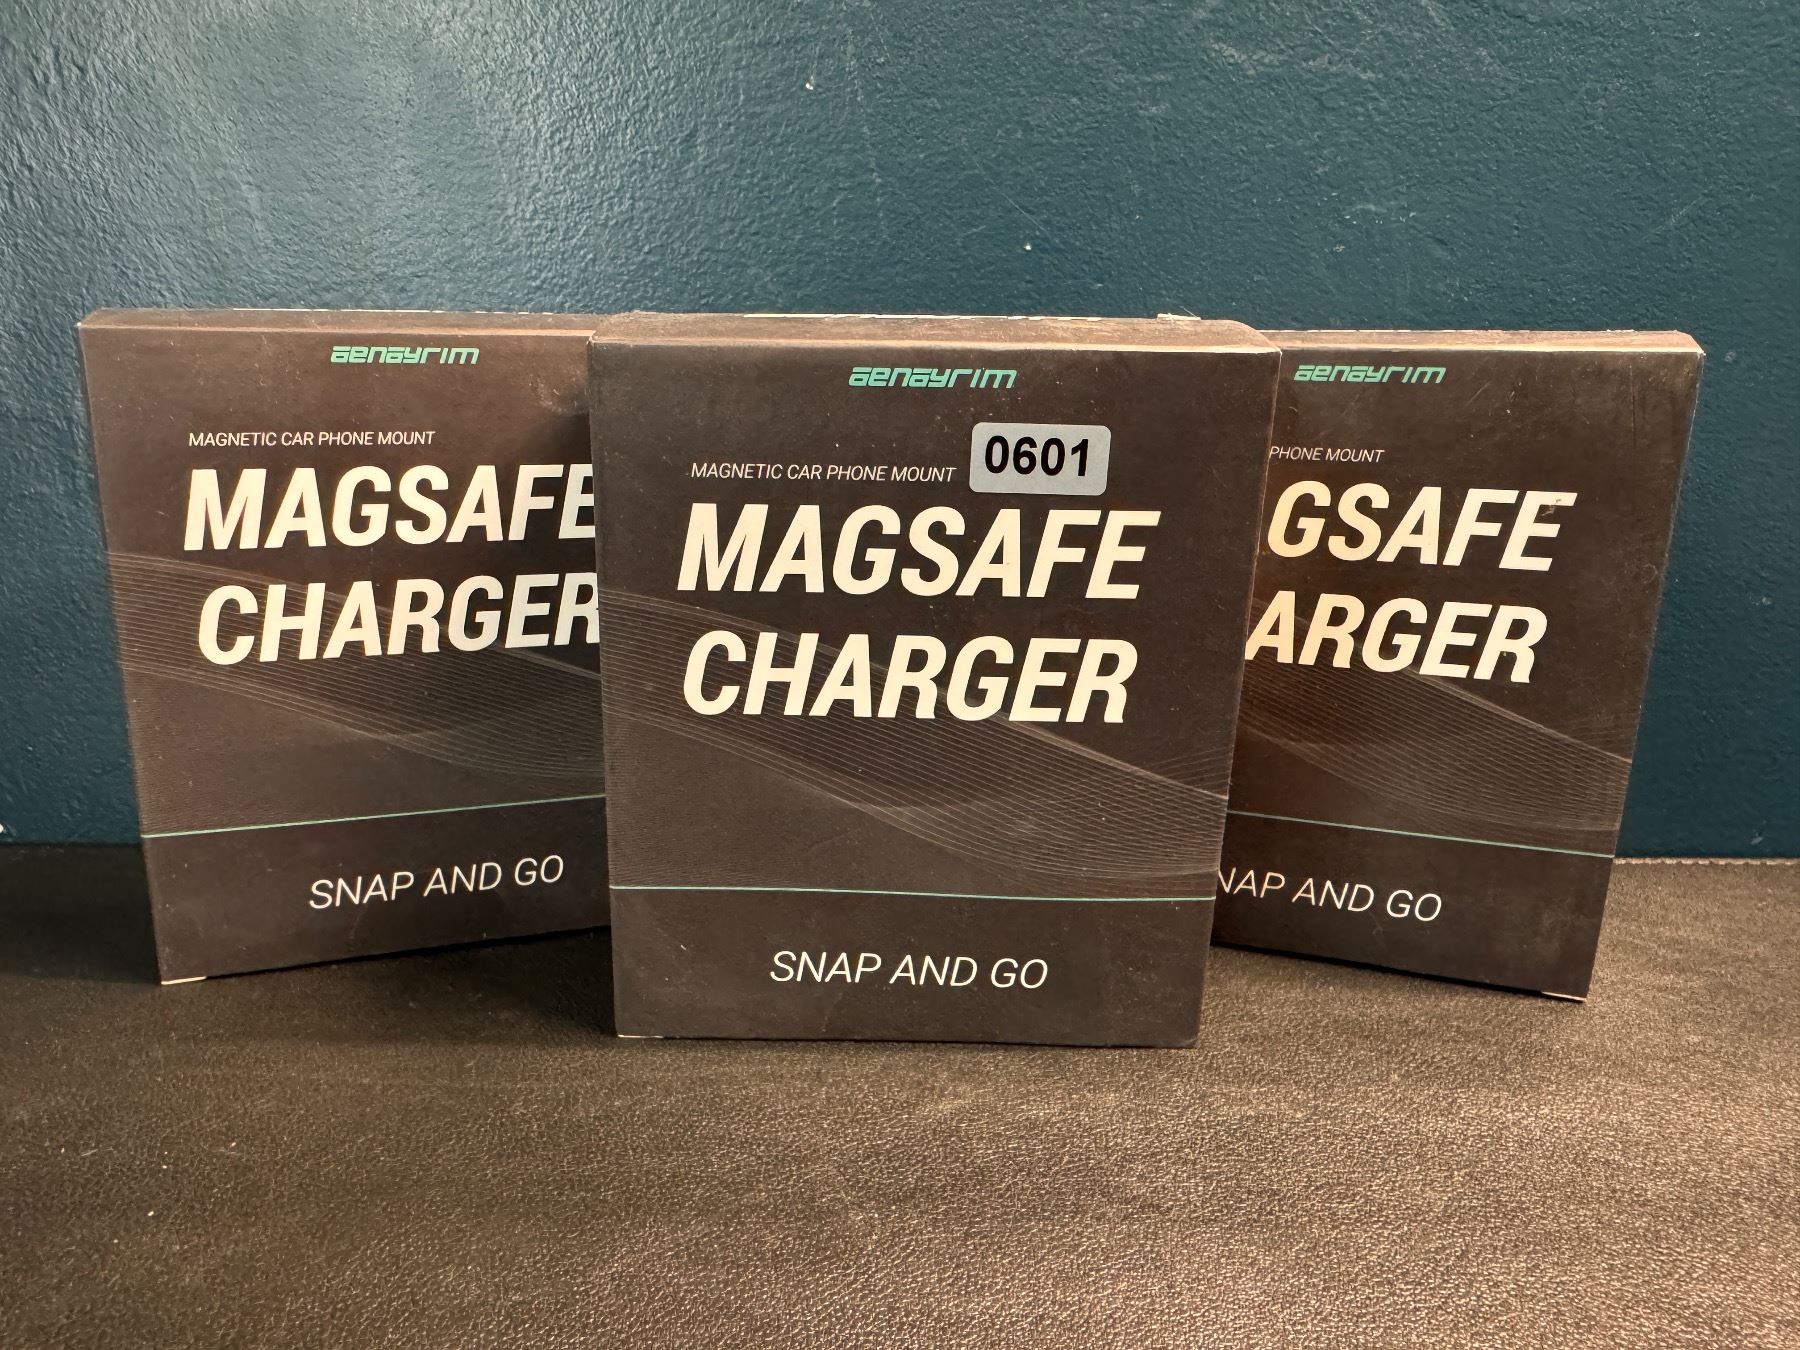 aenayrim
MAGNETIC CAR PHONE MOUNT
MAGSAFE
CHARGER
SNAP AND GO
aenayrim
MAGNETIC CAR PHONE MOUNT
0601
MAGSAFE
CHARGER
SNAP AND GO
aenayrim
PHONE MOUNT
GSAFE
ARGER
NAP AND GO